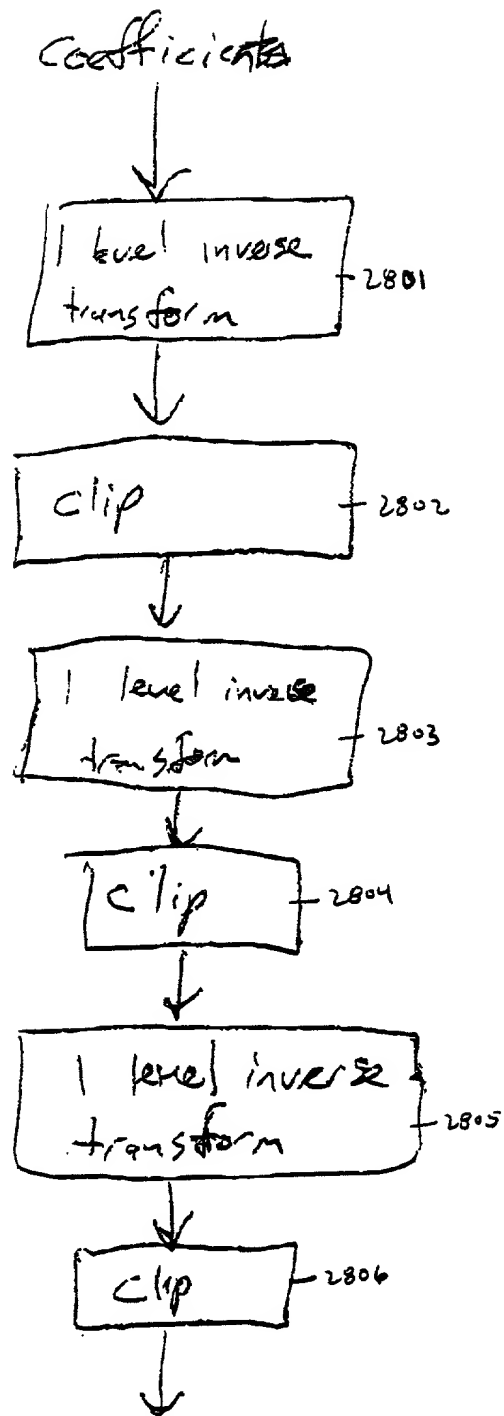 Coefficients
1 level inverse
transform
2801
Clip
2802
1 level inverse
transform
2803
Clip
2804
1 level inverse
transform
2805
Clip
2806